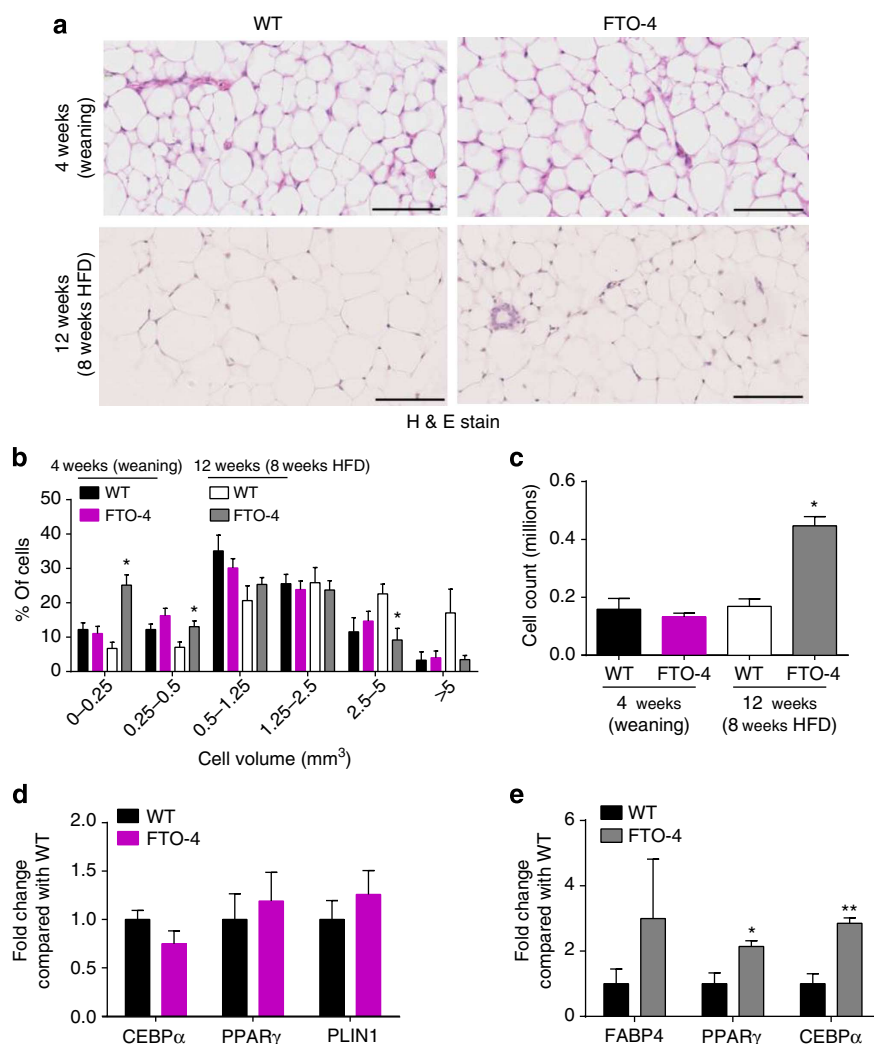 a
WT
FTO-4
4 weeks
(weaning)
12 weeks
(8 weeks HFD)
H & E stain
b
4 weeks (weaning)
12 weeks (8 weeks HFD)
WT
WT
FTO-4
FTO-4
% Of cells
50
40
30
20
10
0
*
*
*
0–0.25
0.25–0.5
0.5–1.25
1.25–2.5
2.5–5
>5
Cell volume (mm³)
c
Cell count (millions)
0.6
0.4
0.2
0.0
*
WT
FTO-4
WT
FTO-4
4 weeks
(weaning)
12 weeks
(8 weeks HFD)
d
WT
FTO-4
Fold change
compared with WT
2.0
1.5
1.0
0.5
0.0
CEBPα
PPARγ
PLIN1
e
WT
FTO-4
Fold change
compared with WT
6
4
2
0
*
**
FABP4
PPARγ
CEBPα